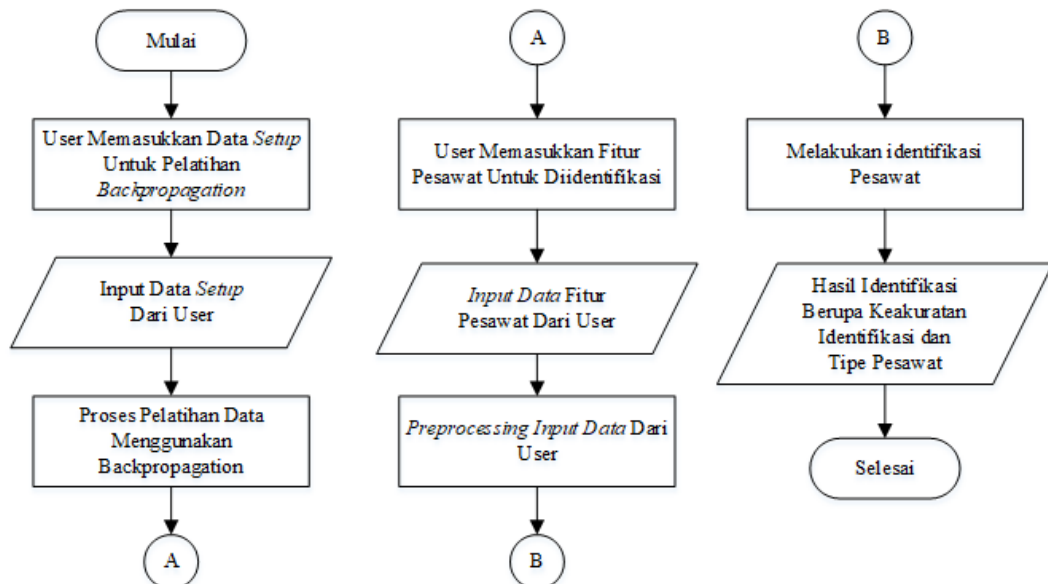 Mulai
User Memasukkan Data Setup
Untuk Pelatihan
Backpropagation
Input Data Setup
Dari User
Proses Pelatihan Data
Menggunakan
Backpropagation
A
A
User Memasukkan Fitur
Pesawat Untuk Diidentifikasi
Input Data Fitur
Pesawat Dari User
Preprocessing Input Data Dari
User
B
B
Melakukan identifikasi
Pesawat
Hasil Identifikasi
Berupa Keakuratan
Identifikasi dan
Tipe Pesawat
Selesai